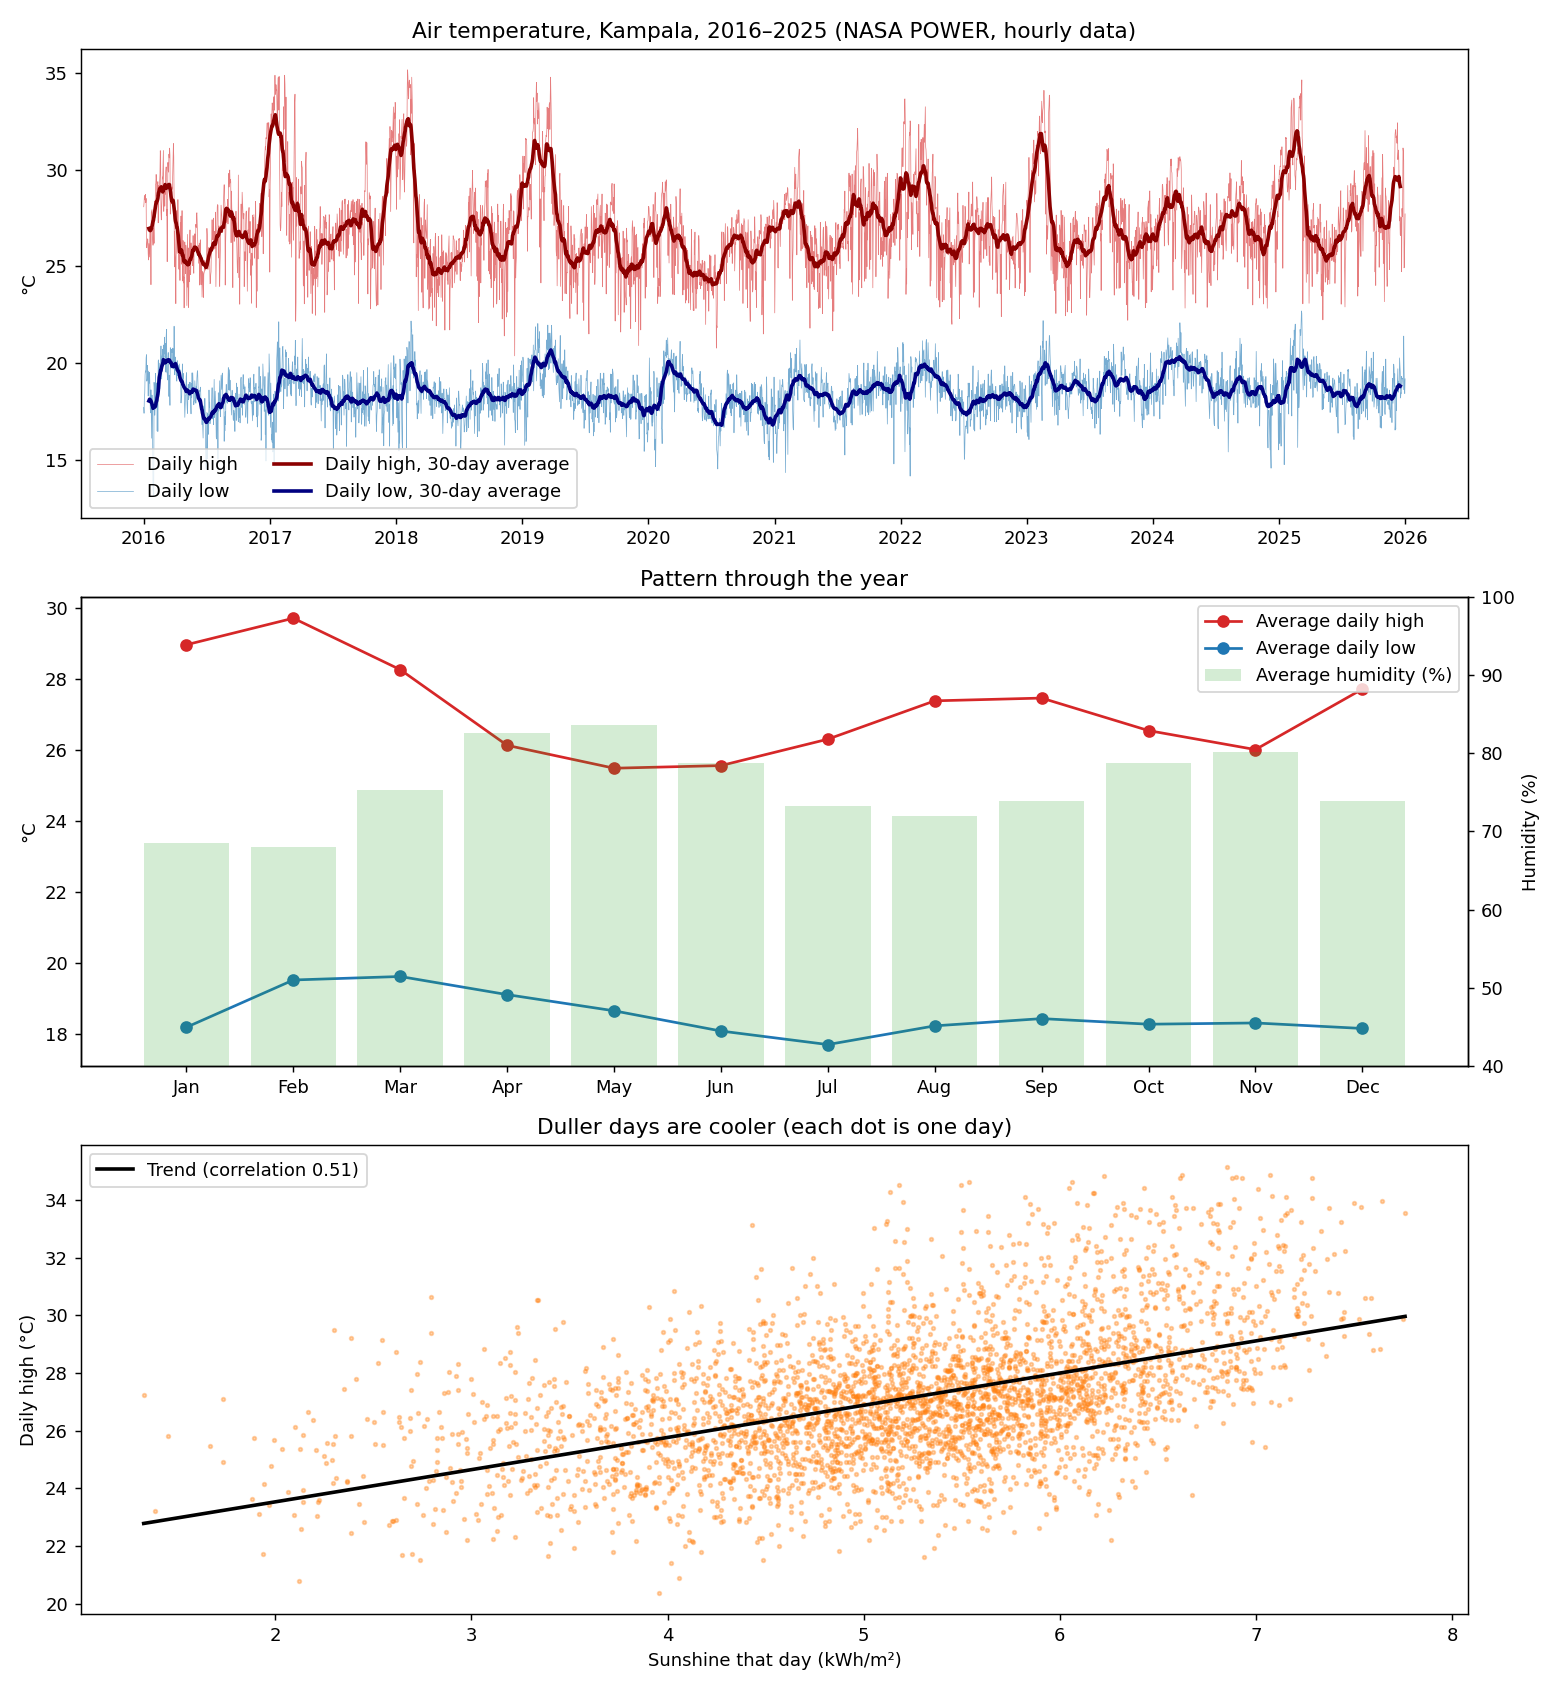 Air temperature, Kampala, 2016–2025 (NASA POWER, hourly data)
35
30
25
20
15
°C
Daily high
Daily low
Daily high, 30-day average
Daily low, 30-day average
2016 2017 2018 2019 2020 2021 2022 2023 2024 2025 2026
Pattern through the year
30
28
26
24
22
20
18
°C
Average daily high
Average daily low
Average humidity (%)
100
90
80
70
60
50
40
Humidity (%)
Jan Feb Mar Apr May Jun Jul Aug Sep Oct Nov Dec
Duller days are cooler (each dot is one day)
Trend (correlation 0.51)
34
32
30
28
26
24
22
20
Daily high (°C)
2 3 4 5 6 7 8
Sunshine that day (kWh/m²)